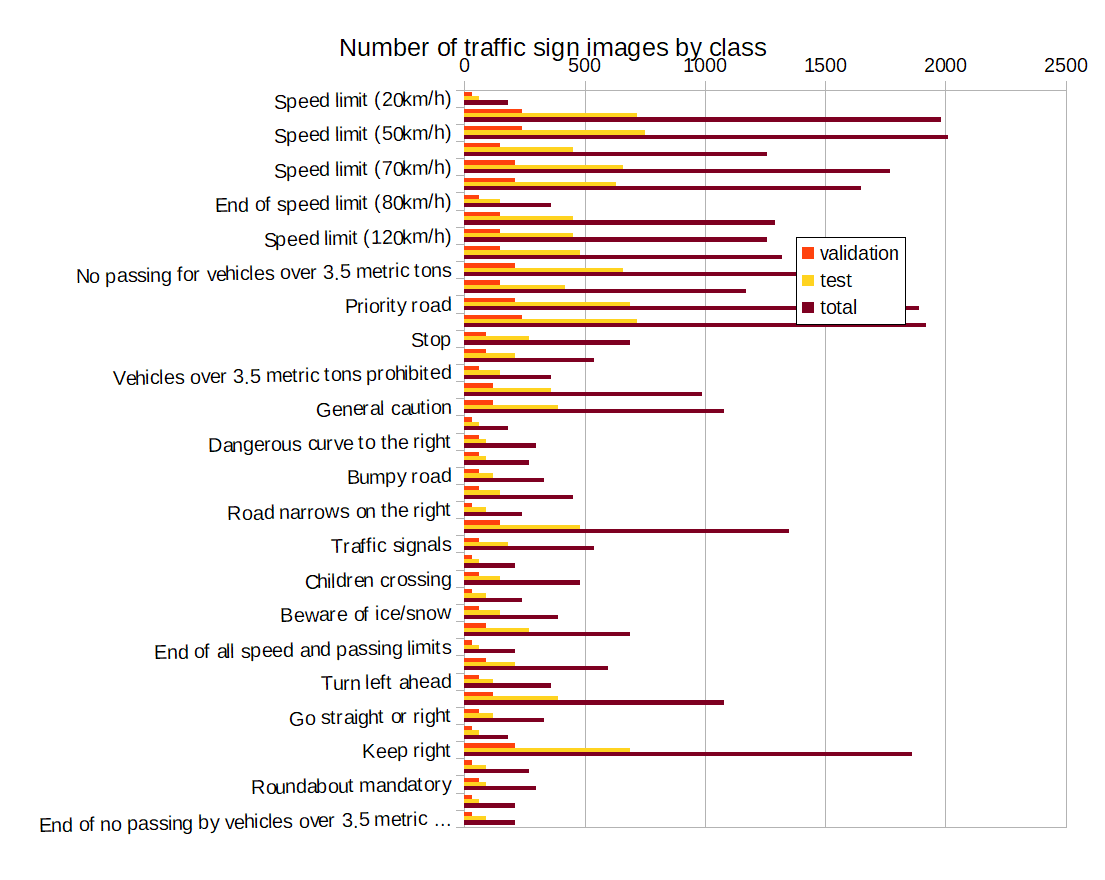 Number of traffic sign images by class
0 500 1000 1500 2000 2500
Speed limit (20km/h)
Speed limit (50km/h)
Speed limit (70km/h)
End of speed limit (80km/h)
Speed limit (120km/h)
No passing for vehicles over 3.5 metric tons
Priority road
Stop
Vehicles over 3.5 metric tons prohibited
General caution
Dangerous curve to the right
Bumpy road
Road narrows on the right
Traffic signals
Children crossing
Beware of ice/snow
End of all speed and passing limits
Turn left ahead
Go straight or right
Keep right
Roundabout mandatory
End of no passing by vehicles over 3.5 metric ...
validation
test
total